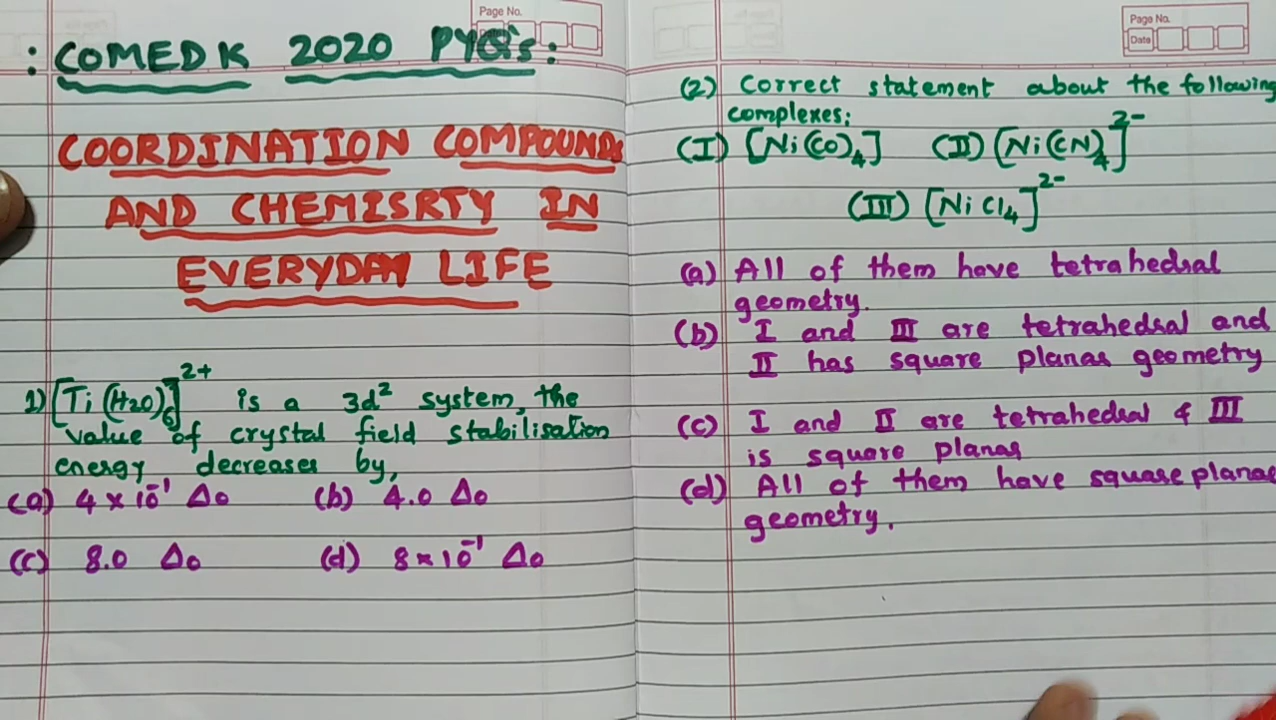 Page No.
: COMEDK 2020 PYQ's :
COORDINATION COMPOUNDS
AND CHEMISRTY IN
EVERYDAY LIFE
1) [Ti(H2O)6]2+ is a 3d2 system, the
value of crystal field stabilisation
energy decreases by,
(a) 4 × 10-1 Δo (b) 4.0 Δo
(c) 8.0 Δo (d) 8 × 10-1 Δo
Page No.
Date
(2) Correct statement about the following
complexes:
(I) [Ni(CO)4] (II) [Ni(CN)4]2-
(III) [NiCl4]2-
(a) All of them have tetrahedral
geometry.
(b) I and III are tetrahedral and
II has square planar geometry
(c) I and II are tetrahedral & III
is square planar
(d) All of them have square planar
geometry.